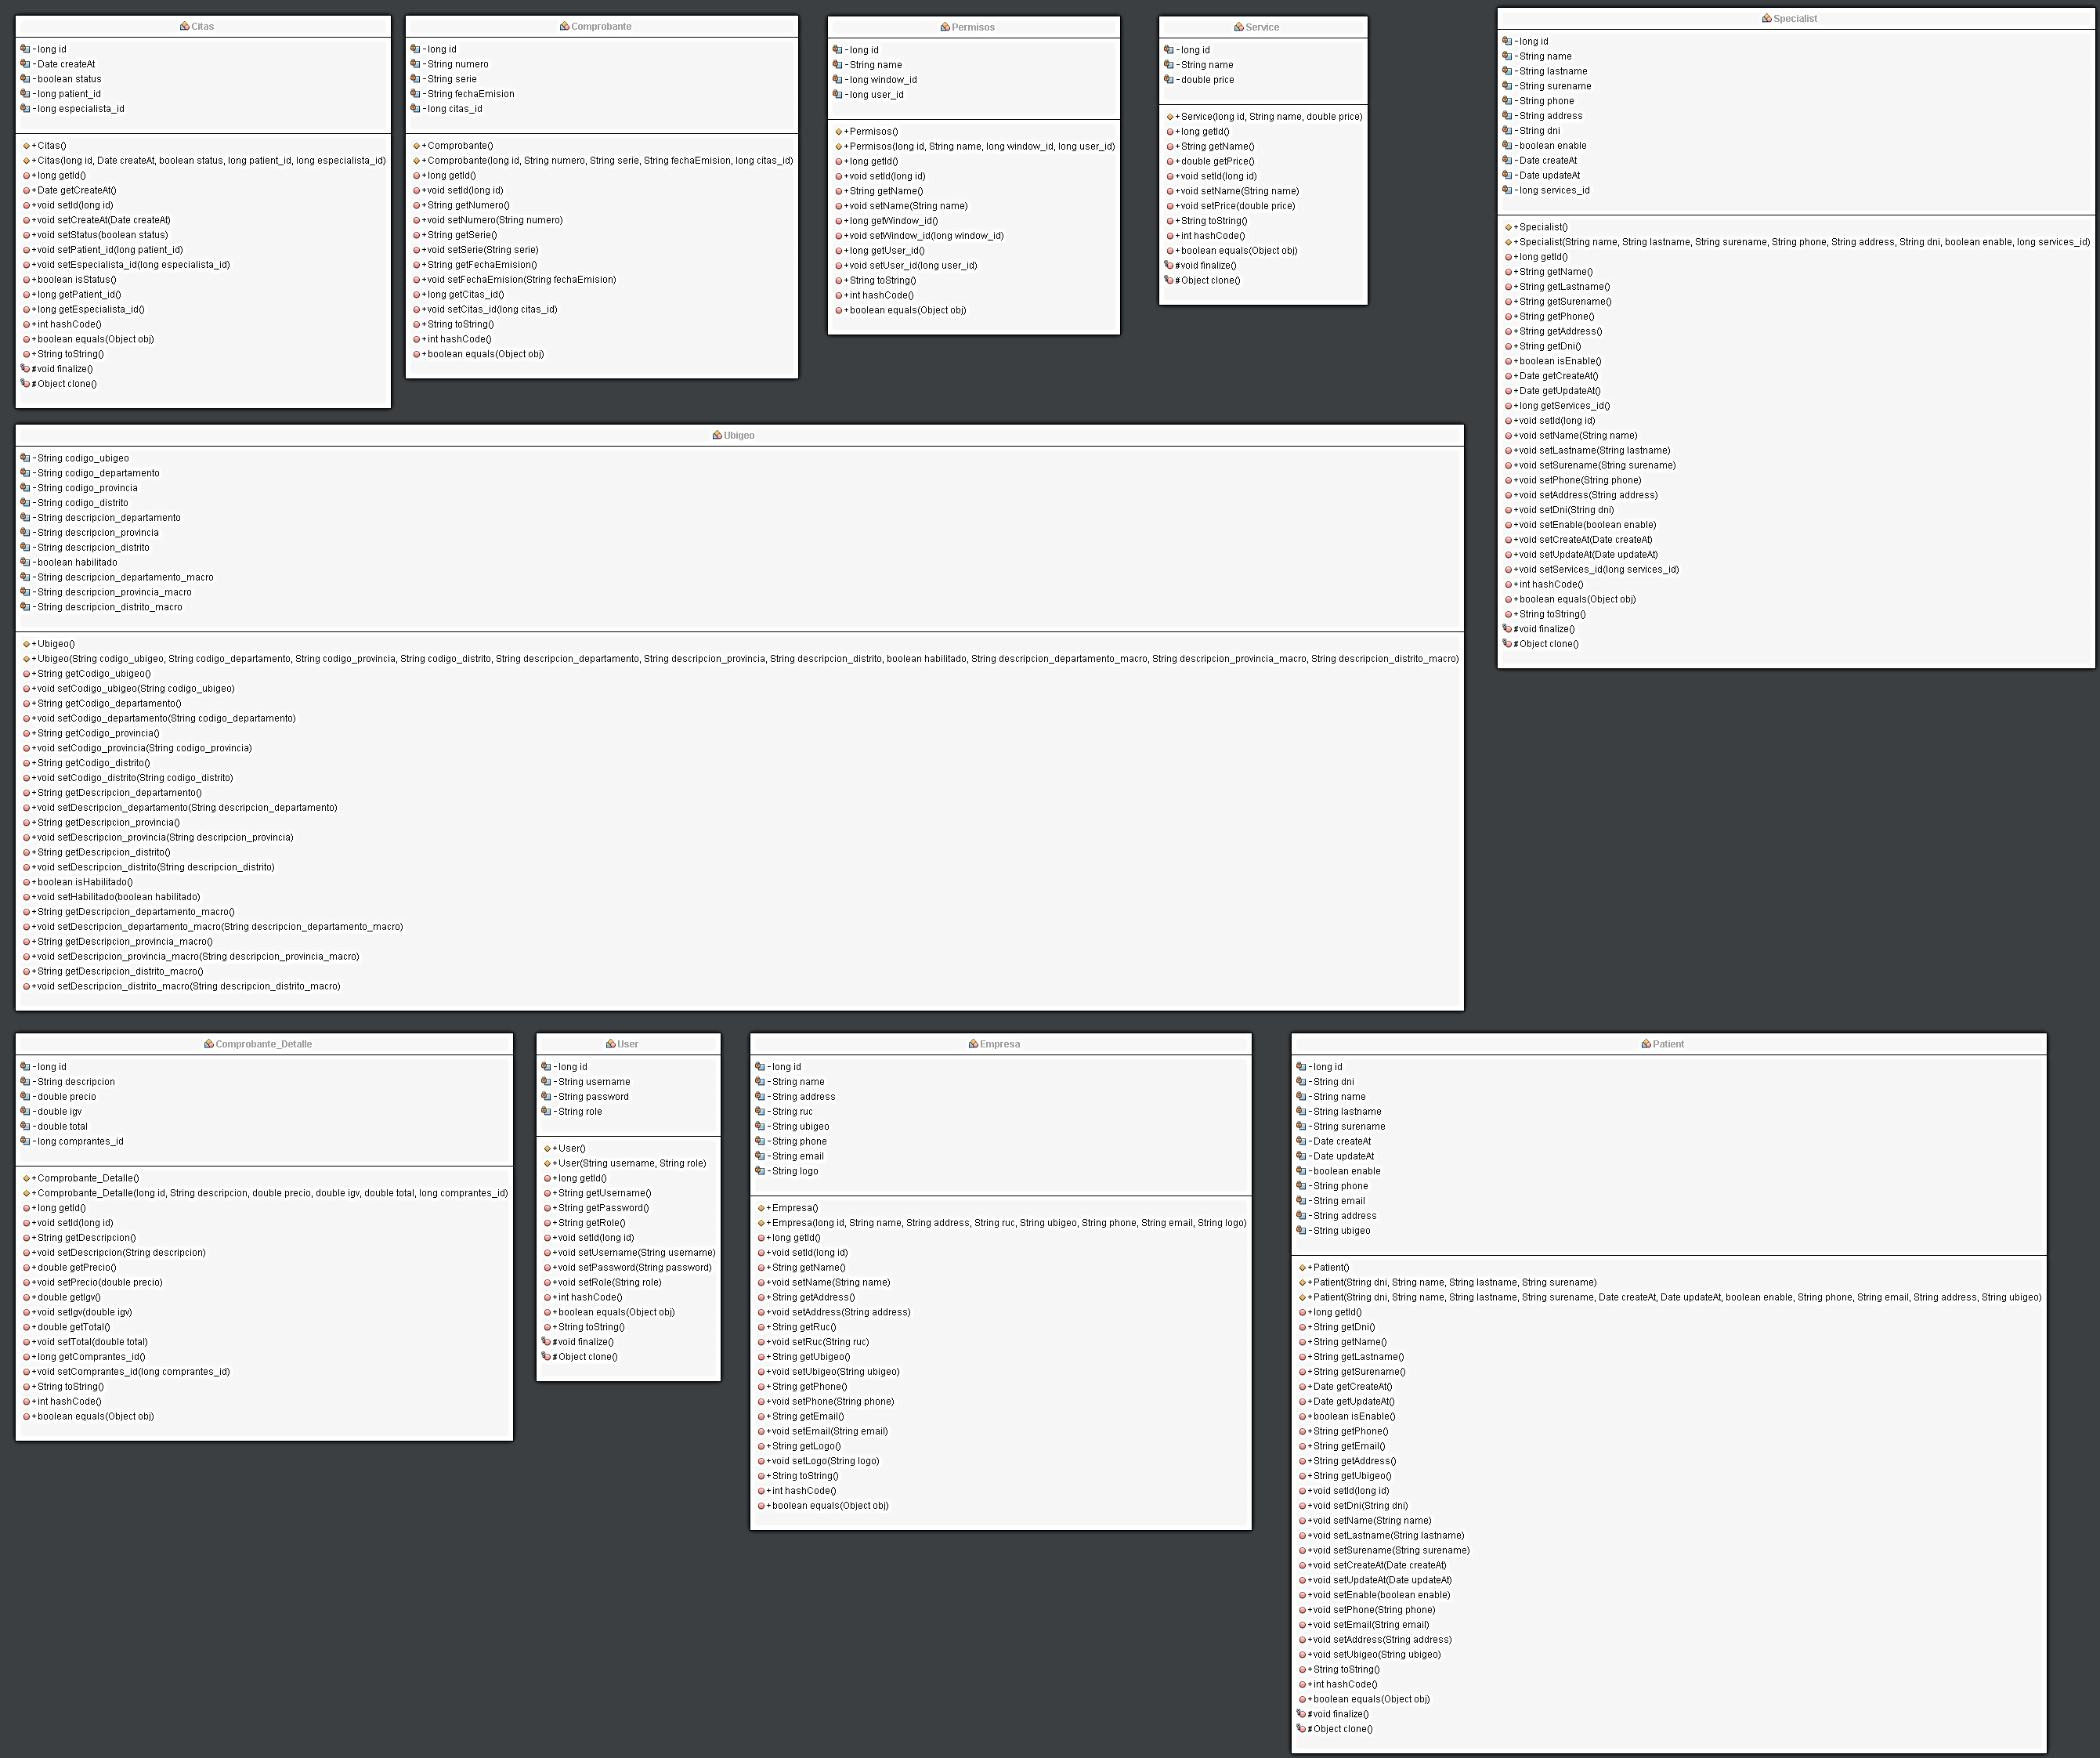 Citas
-long id
-Date createAt
-boolean status
-long patient_id
-long especialista_id
+Citas()
+Citas(long id, Date createAt, boolean status, long patient_id, long especialista_id)
+long getId()
+Date getCreateAt()
+void setId(long id)
+void setCreateAt(Date createAt)
+void setStatus(boolean status)
+void setPatient_id(long patient_id)
+void setEspecialista_id(long especialista_id)
+boolean isStatus()
+long getPatient_id()
+long getEspecialista_id()
+int hashCode()
+boolean equals(Object obj)
+String toString()
#void finalize()
#Object clone()
Comprobante
-long id
-String numero
-String serie
-String fechaEmision
-long citas_id
+Comprobante()
+Comprobante(long id, String numero, String serie, String fechaEmision, long citas_id)
+long getId()
+void setId(long id)
+String getNumero()
+void setNumero(String numero)
+String getSerie()
+void setSerie(String serie)
+String getFechaEmision()
+void setFechaEmision(String fechaEmision)
+long getCitas_id()
+void setCitas_id(long citas_id)
+String toString()
+int hashCode()
+boolean equals(Object obj)
Permisos
-long id
-String name
-long window_id
-long user_id
+Permisos()
+Permisos(long id, String name, long window_id, long user_id)
+long getId()
+void setId(long id)
+String getName()
+void setName(String name)
+long getWindow_id()
+void setWindow_id(long window_id)
+long getUser_id()
+void setUser_id(long user_id)
+String toString()
+int hashCode()
+boolean equals(Object obj)
Service
-long id
-String name
-double price
+Service(long id, String name, double price)
+long getId()
+String getName()
+double getPrice()
+void setId(long id)
+void setName(String name)
+void setPrice(double price)
+String toString()
+int hashCode()
+boolean equals(Object obj)
#void finalize()
#Object clone()
Specialist
-long id
-String name
-String lastname
-String surename
-String phone
-String address
-String dni
-boolean enable
-Date createAt
-Date updateAt
-long services_id
+Specialist()
+Specialist(String name, String lastname, String surename, String phone, String address, String dni, boolean enable, long services_id)
+long getId()
+String getName()
+String getLastname()
+String getSurename()
+String getPhone()
+String getAddress()
+String getDni()
+boolean isEnable()
+Date getCreateAt()
+Date getUpdateAt()
+long getServices_id()
+void setId(long id)
+void setName(String name)
+void setLastname(String lastname)
+void setSurename(String surename)
+void setPhone(String phone)
+void setAddress(String address)
+void setDni(String dni)
+void setEnable(boolean enable)
+void setCreateAt(Date createAt)
+void setUpdateAt(Date updateAt)
+void setServices_id(long services_id)
+int hashCode()
+boolean equals(Object obj)
+String toString()
#void finalize()
#Object clone()
Ubigeo
-String codigo_ubigeo
-String codigo_departamento
-String codigo_provincia
-String codigo_distrito
-String descripcion_departamento
-String descripcion_provincia
-String descripcion_distrito
-boolean habilitado
-String descripcion_departamento_macro
-String descripcion_provincia_macro
-String descripcion_distrito_macro
+Ubigeo()
+Ubigeo(String codigo_ubigeo, String codigo_departamento, String codigo_provincia, String codigo_distrito, String descripcion_departamento, String descripcion_provincia, String descripcion_distrito, boolean habilitado, String descripcion_departamento_macro, String descripcion_provincia_macro, String descripcion_distrito_macro)
+String getCodigo_ubigeo()
+void setCodigo_ubigeo(String codigo_ubigeo)
+String getCodigo_departamento()
+void setCodigo_departamento(String codigo_departamento)
+String getCodigo_provincia()
+void setCodigo_provincia(String codigo_provincia)
+String getCodigo_distrito()
+void setCodigo_distrito(String codigo_distrito)
+String getDescripcion_departamento()
+void setDescripcion_departamento(String descripcion_departamento)
+String getDescripcion_provincia()
+void setDescripcion_provincia(String descripcion_provincia)
+String getDescripcion_distrito()
+void setDescripcion_distrito(String descripcion_distrito)
+boolean isHabilitado()
+void setHabilitado(boolean habilitado)
+String getDescripcion_departamento_macro()
+void setDescripcion_departamento_macro(String descripcion_departamento_macro)
+String getDescripcion_provincia_macro()
+void setDescripcion_provincia_macro(String descripcion_provincia_macro)
+String getDescripcion_distrito_macro()
+void setDescripcion_distrito_macro(String descripcion_distrito_macro)
Comprobante_Detalle
-long id
-String descripcion
-double precio
-double igv
-double total
-long comprantes_id
+Comprobante_Detalle()
+Comprobante_Detalle(long id, String descripcion, double precio, double igv, double total, long comprantes_id)
+long getId()
+void setId(long id)
+String getDescripcion()
+void setDescripcion(String descripcion)
+double getPrecio()
+void setPrecio(double precio)
+double getIgv()
+void setIgv(double igv)
+double getTotal()
+void setTotal(double total)
+long getComprantes_id()
+void setComprantes_id(long comprantes_id)
+String toString()
+int hashCode()
+boolean equals(Object obj)
User
-long id
-String username
-String password
-String role
+User()
+User(String username, String role)
+long getId()
+String getUsername()
+String getPassword()
+String getRole()
+void setId(long id)
+void setUsername(String username)
+void setPassword(String password)
+void setRole(String role)
+int hashCode()
+boolean equals(Object obj)
+String toString()
#void finalize()
#Object clone()
Empresa
-long id
-String name
-String address
-String ruc
-String ubigeo
-String phone
-String email
-String logo
+Empresa()
+Empresa(long id, String name, String address, String ruc, String ubigeo, String phone, String email, String logo)
+long getId()
+void setId(long id)
+String getName()
+void setName(String name)
+String getAddress()
+void setAddress(String address)
+String getRuc()
+void setRuc(String ruc)
+String getUbigeo()
+void setUbigeo(String ubigeo)
+String getPhone()
+void setPhone(String phone)
+String getEmail()
+void setEmail(String email)
+String getLogo()
+void setLogo(String logo)
+String toString()
+int hashCode()
+boolean equals(Object obj)
Patient
-long id
-String dni
-String name
-String lastname
-String surename
-Date createAt
-Date updateAt
-boolean enable
-String phone
-String email
-String address
-String ubigeo
+Patient()
+Patient(String dni, String name, String lastname, String surename)
+Patient(String dni, String name, String lastname, String surename, Date createAt, Date updateAt, boolean enable, String phone, String email, String address, String ubigeo)
+long getId()
+String getDni()
+String getName()
+String getLastname()
+String getSurename()
+Date getCreateAt()
+Date getUpdateAt()
+boolean isEnable()
+String getPhone()
+String getEmail()
+String getAddress()
+String getUbigeo()
+void setId(long id)
+void setDni(String dni)
+void setName(String name)
+void setLastname(String lastname)
+void setSurename(String surename)
+void setCreateAt(Date createAt)
+void setUpdateAt(Date updateAt)
+void setEnable(boolean enable)
+void setPhone(String phone)
+void setEmail(String email)
+void setAddress(String address)
+void setUbigeo(String ubigeo)
+String toString()
+int hashCode()
+boolean equals(Object obj)
#void finalize()
#Object clone()